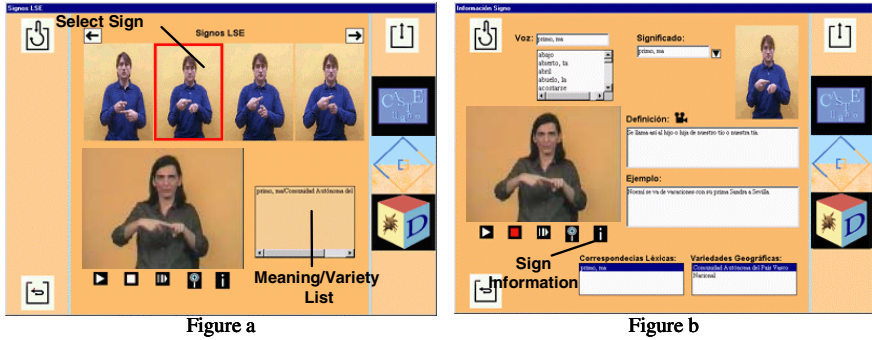 Signos LSE
Select Sign
Signos LSE
primo, ma/Comunidad Autónoma del
Meaning/Variety
List
Figure a
Información Signo
Voz:
primo, ma
abajo
abierto, ta
abril
abuelo, la
acostarse
Significado:
primo, ma
Definición:
Se llama así al hijo o hija de nuestro tío o nuestra tía.
Ejemplo:
Noemí se va de vacaciones con su prima Sandra a Sevilla.
Sign
Information
Correspondecias Léxicas:
primo, ma
Variedades Geográficas:
Comunidad Autónoma del País Vasco
Nacional
D
Figure b